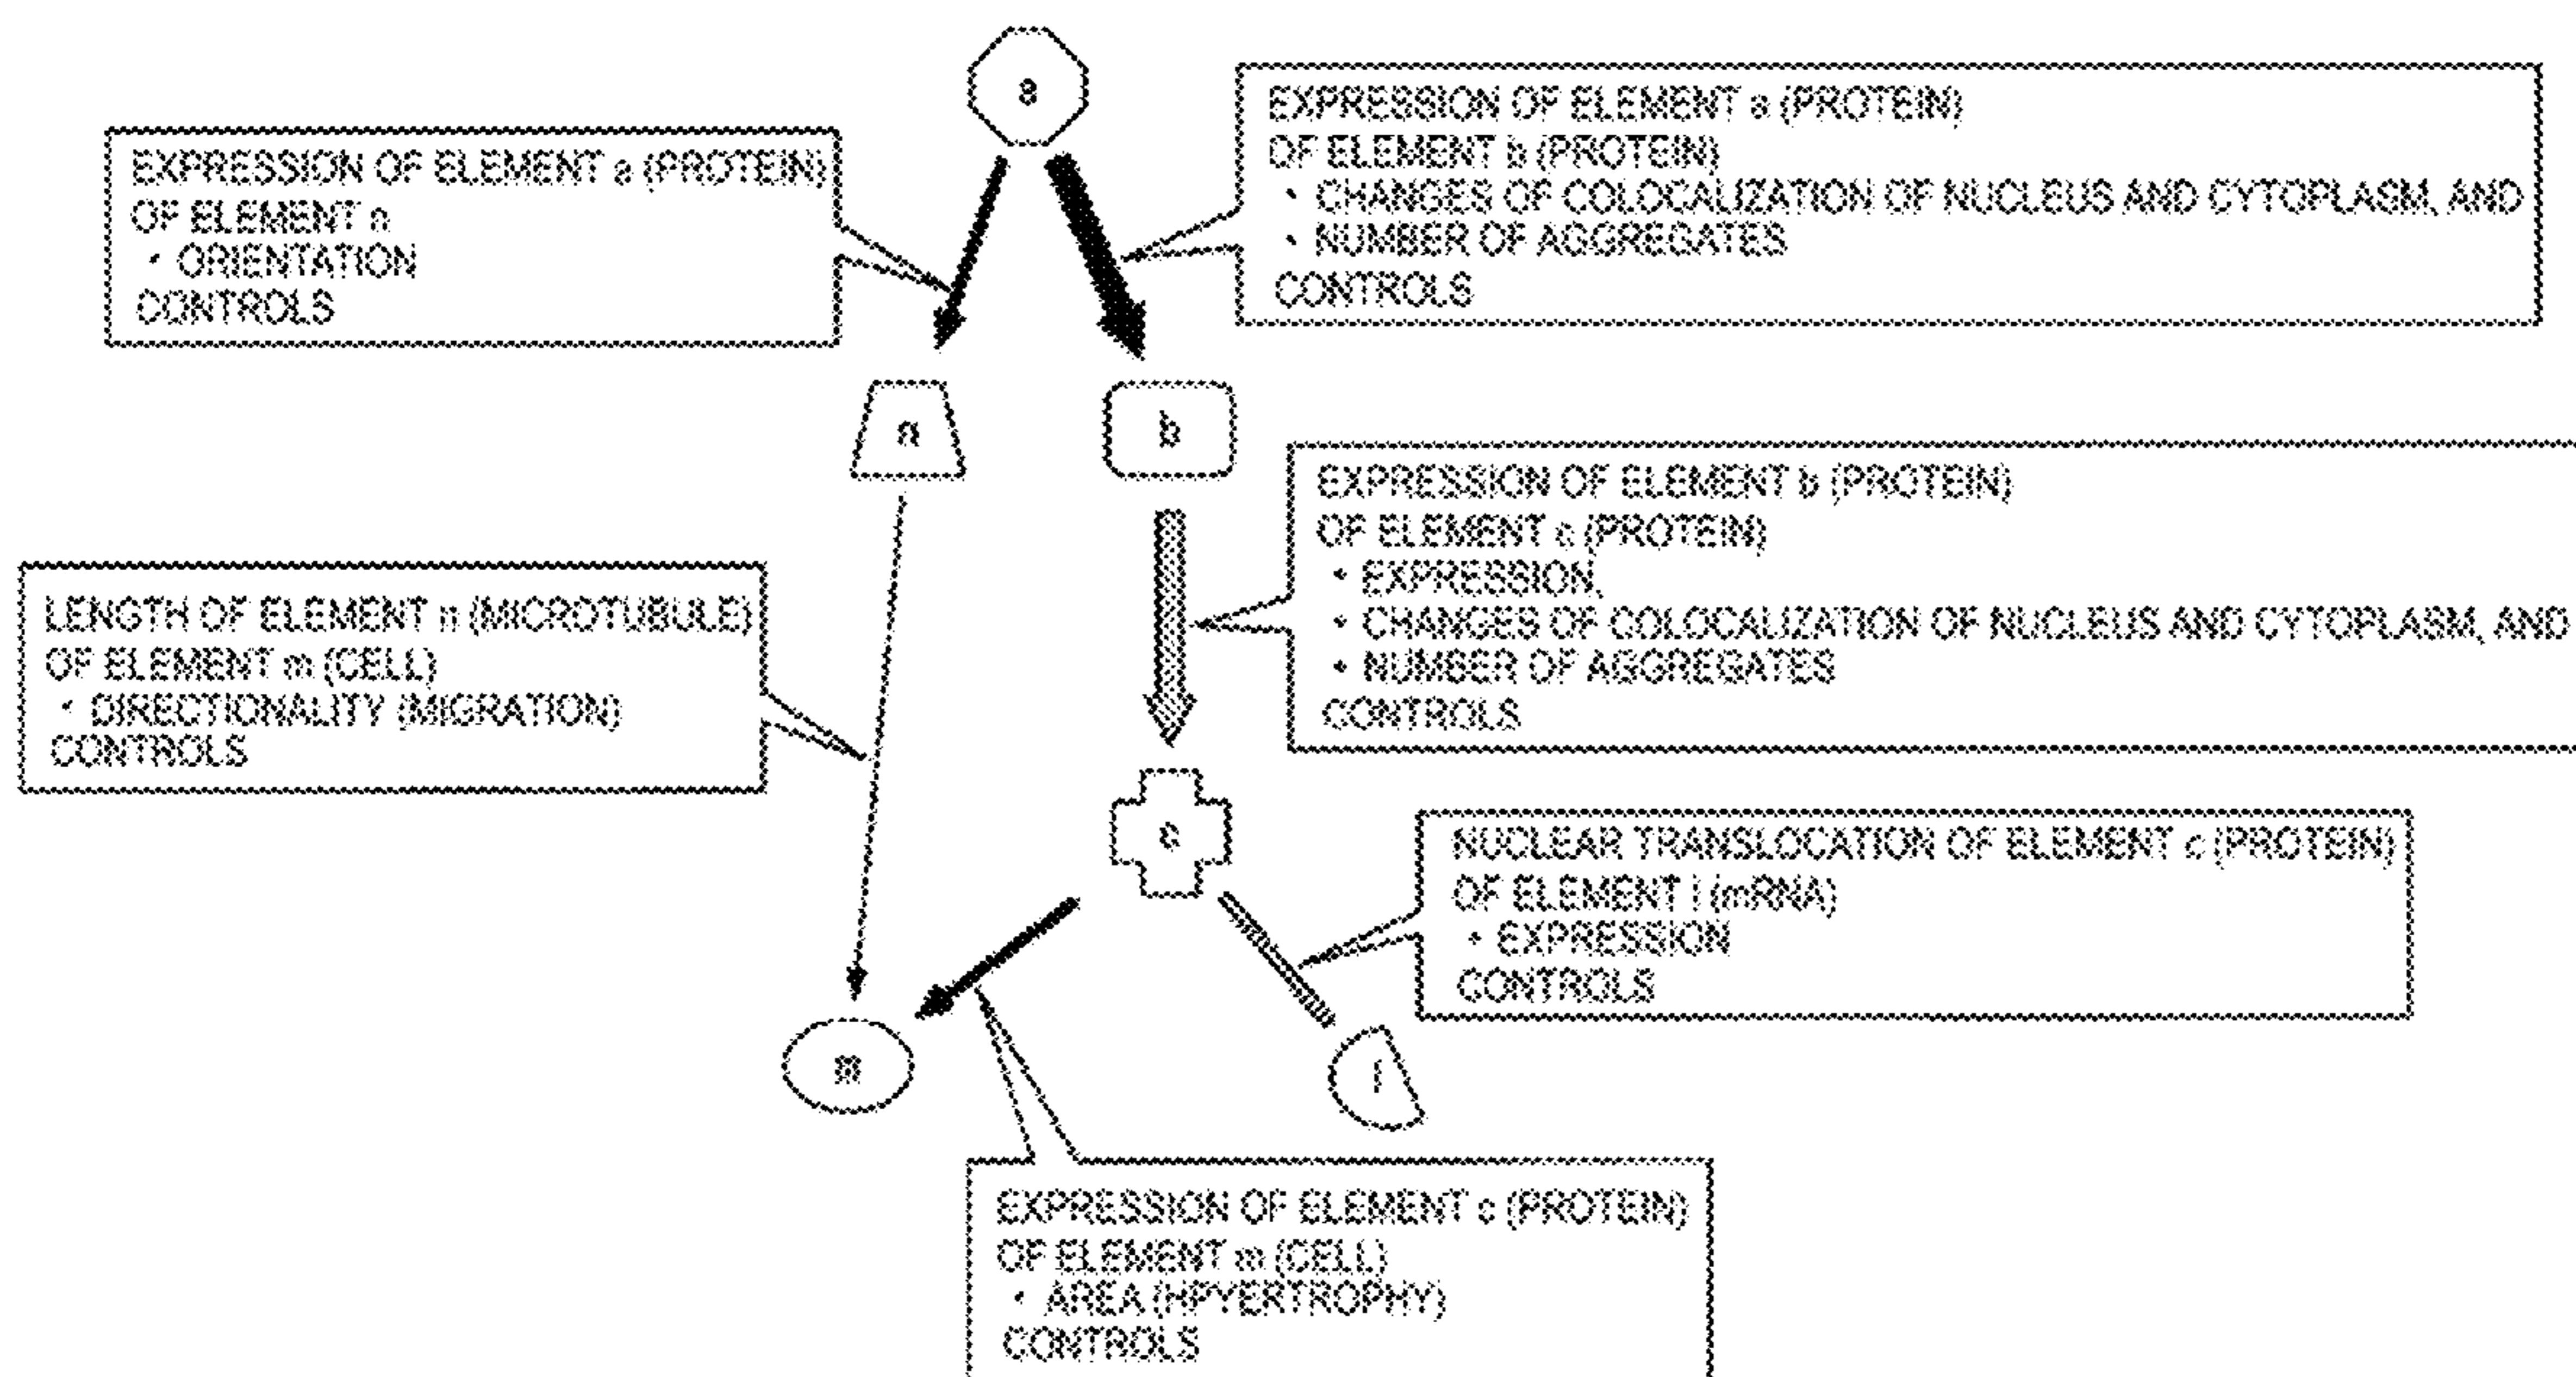 a
EXPRESSION OF ELEMENT a (PROTEIN)
OF ELEMENT b (PROTEIN)
・CHANGES OF COLOCALIZATION OF NUCLEUS AND CYTOPLASM, AND
・NUMBER OF AGGREGATES
CONTROLS
EXPRESSION OF ELEMENT a (PROTEIN)
OF ELEMENT n
・ORIENTATION
CONTROLS
n
b
EXPRESSION OF ELEMENT b (PROTEIN)
OF ELEMENT c (PROTEIN)
・EXPRESSION,
・CHANGES OF COLOCALIZATION OF NUCLEUS AND CYTOPLASM, AND
・NUMBER OF AGGREGATES
CONTROLS
LENGTH OF ELEMENT n (MICROTUBULE)
OF ELEMENT m (CELL)
・DIRECTIONALITY (MIGRATION)
CONTROLS
c
NUCLEAR TRANSLOCATION OF ELEMENT c (PROTEIN)
OF ELEMENT l (mRNA)
・EXPRESSION
CONTROLS
m
l
EXPRESSION OF ELEMENT c (PROTEIN)
OF ELEMENT m (CELL)
・AREA (HPYERTROPHY)
CONTROLS